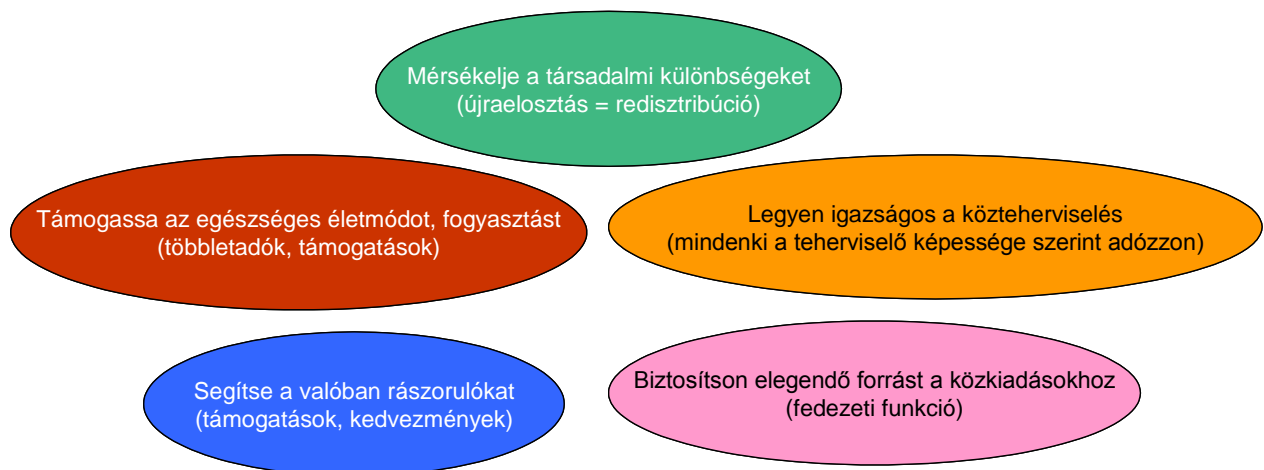 Mérsékelje a társadalmi különbségeket
(újraelosztás = redisztribúció)
Támogassa az egészséges életmódot, fogyasztást
(többletadók, támogatások)
Legyen igazságos a közteherviselés
(mindenki a teherviselő képessége szerint adózzon)
Segítse a valóban rászorulókat
(támogatások, kedvezmények)
Biztosítson elegendő forrást a közkiadásokhoz
(fedezeti funkció)